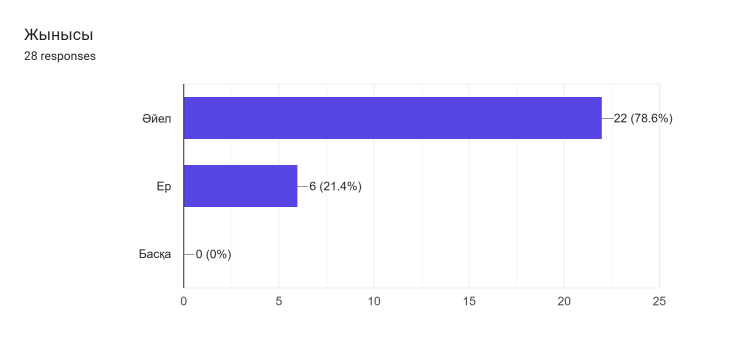 Жынысы
28 responses
Әйел
22 (78.6%)
Ер
6 (21.4%)
Басқа
0 (0%)
0 5 10 15 20 25